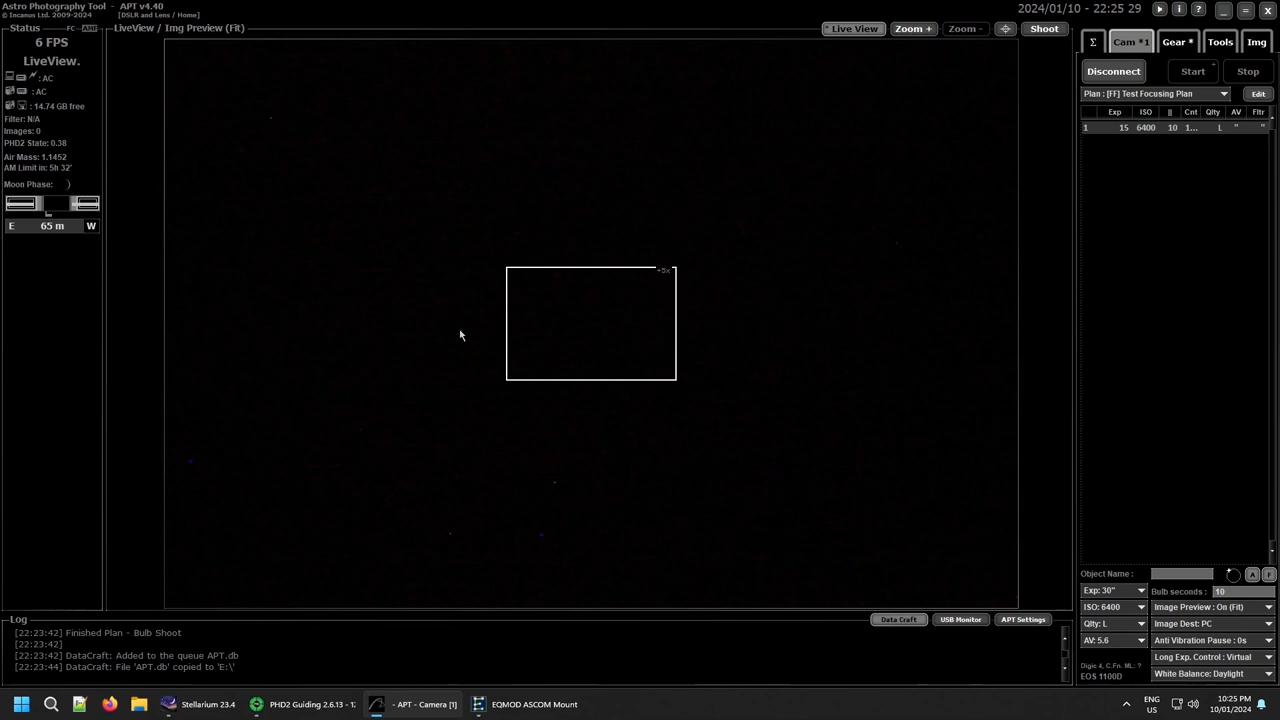 Astro Photography Tool - APT v4.40
© Incanus Ltd. 2009-2024 [DSLR and Lens / Home]
2024/01/10 - 22:25 29
Status FC
LiveView / Img Preview (Fit)
* Live View Zoom + Zoom - Shoot
6 FPS
LiveView.
: AC
: AC
: 14.74 GB free
Filter: N/A
Images: 0
PHD2 State: 0.38
Air Mass: 1.1452
AM Limit in: 5h 32'
Moon Phase: )
E 65 m W
+5x
Σ Cam *1 Gear * Tools Img
Disconnect Start + Stop
Plan : [FF] Test Focusing Plan Edit
Exp ISO || Cnt Qlty AV Fltr
1 15 6400 10 1... L " "
Object Name : A F
Exp: 30" Bulb seconds : 10
ISO: 6400 Image Preview : On (Fit)
Qlty: L Image Dest: PC
AV: 5.6 Anti Vibration Pause : 0s
Long Exp. Control : Virtual
Digic 4, C.Fn. ML: ?
EOS 1100D White Balance: Daylight
Log Data Craft USB Monitor APT Settings
[22:23:42] Finished Plan - Bulb Shoot
[22:23:42]
[22:23:42] DataCraft: Added to the queue APT.db
[22:23:44] DataCraft: File 'APT.db' copied to 'E:\'
Stellarium 23.4 PHD2 Guiding 2.6.13 - 1: - APT - Camera [1] EQMOD ASCOM Mount
ENG
US
10:25 PM
10/01/2024